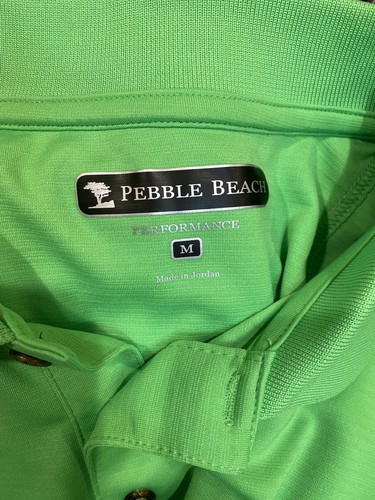 PEBBLE BEACH
PERFORMANCE
M
Made in Jordan